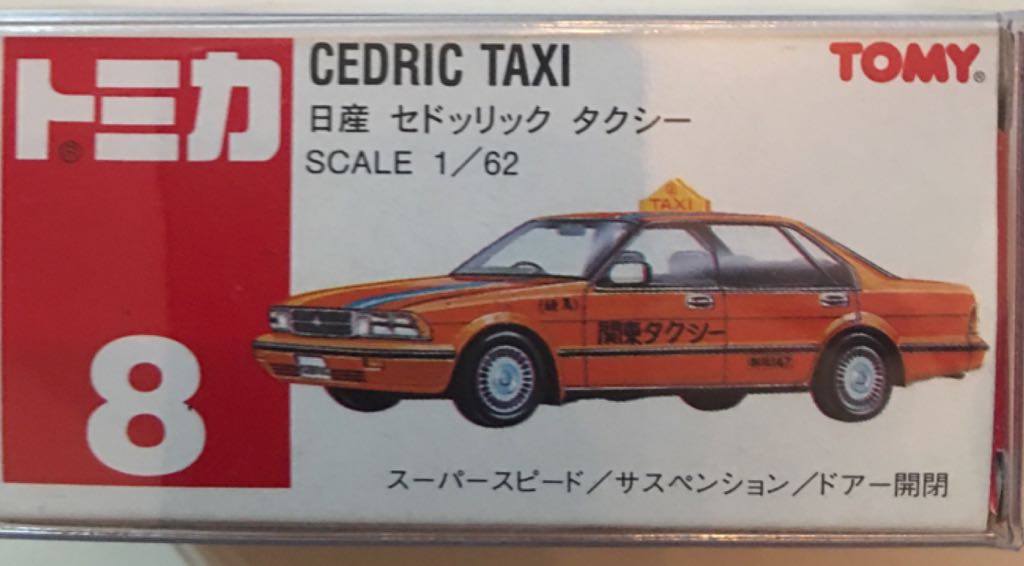 トミカ®
CEDRIC TAXI
TOMY®
日産 セドッリック タクシー
SCALE 1/62
TAXI
関東タクシー
8
スーパースピード/サスペンション/ドアー開閉